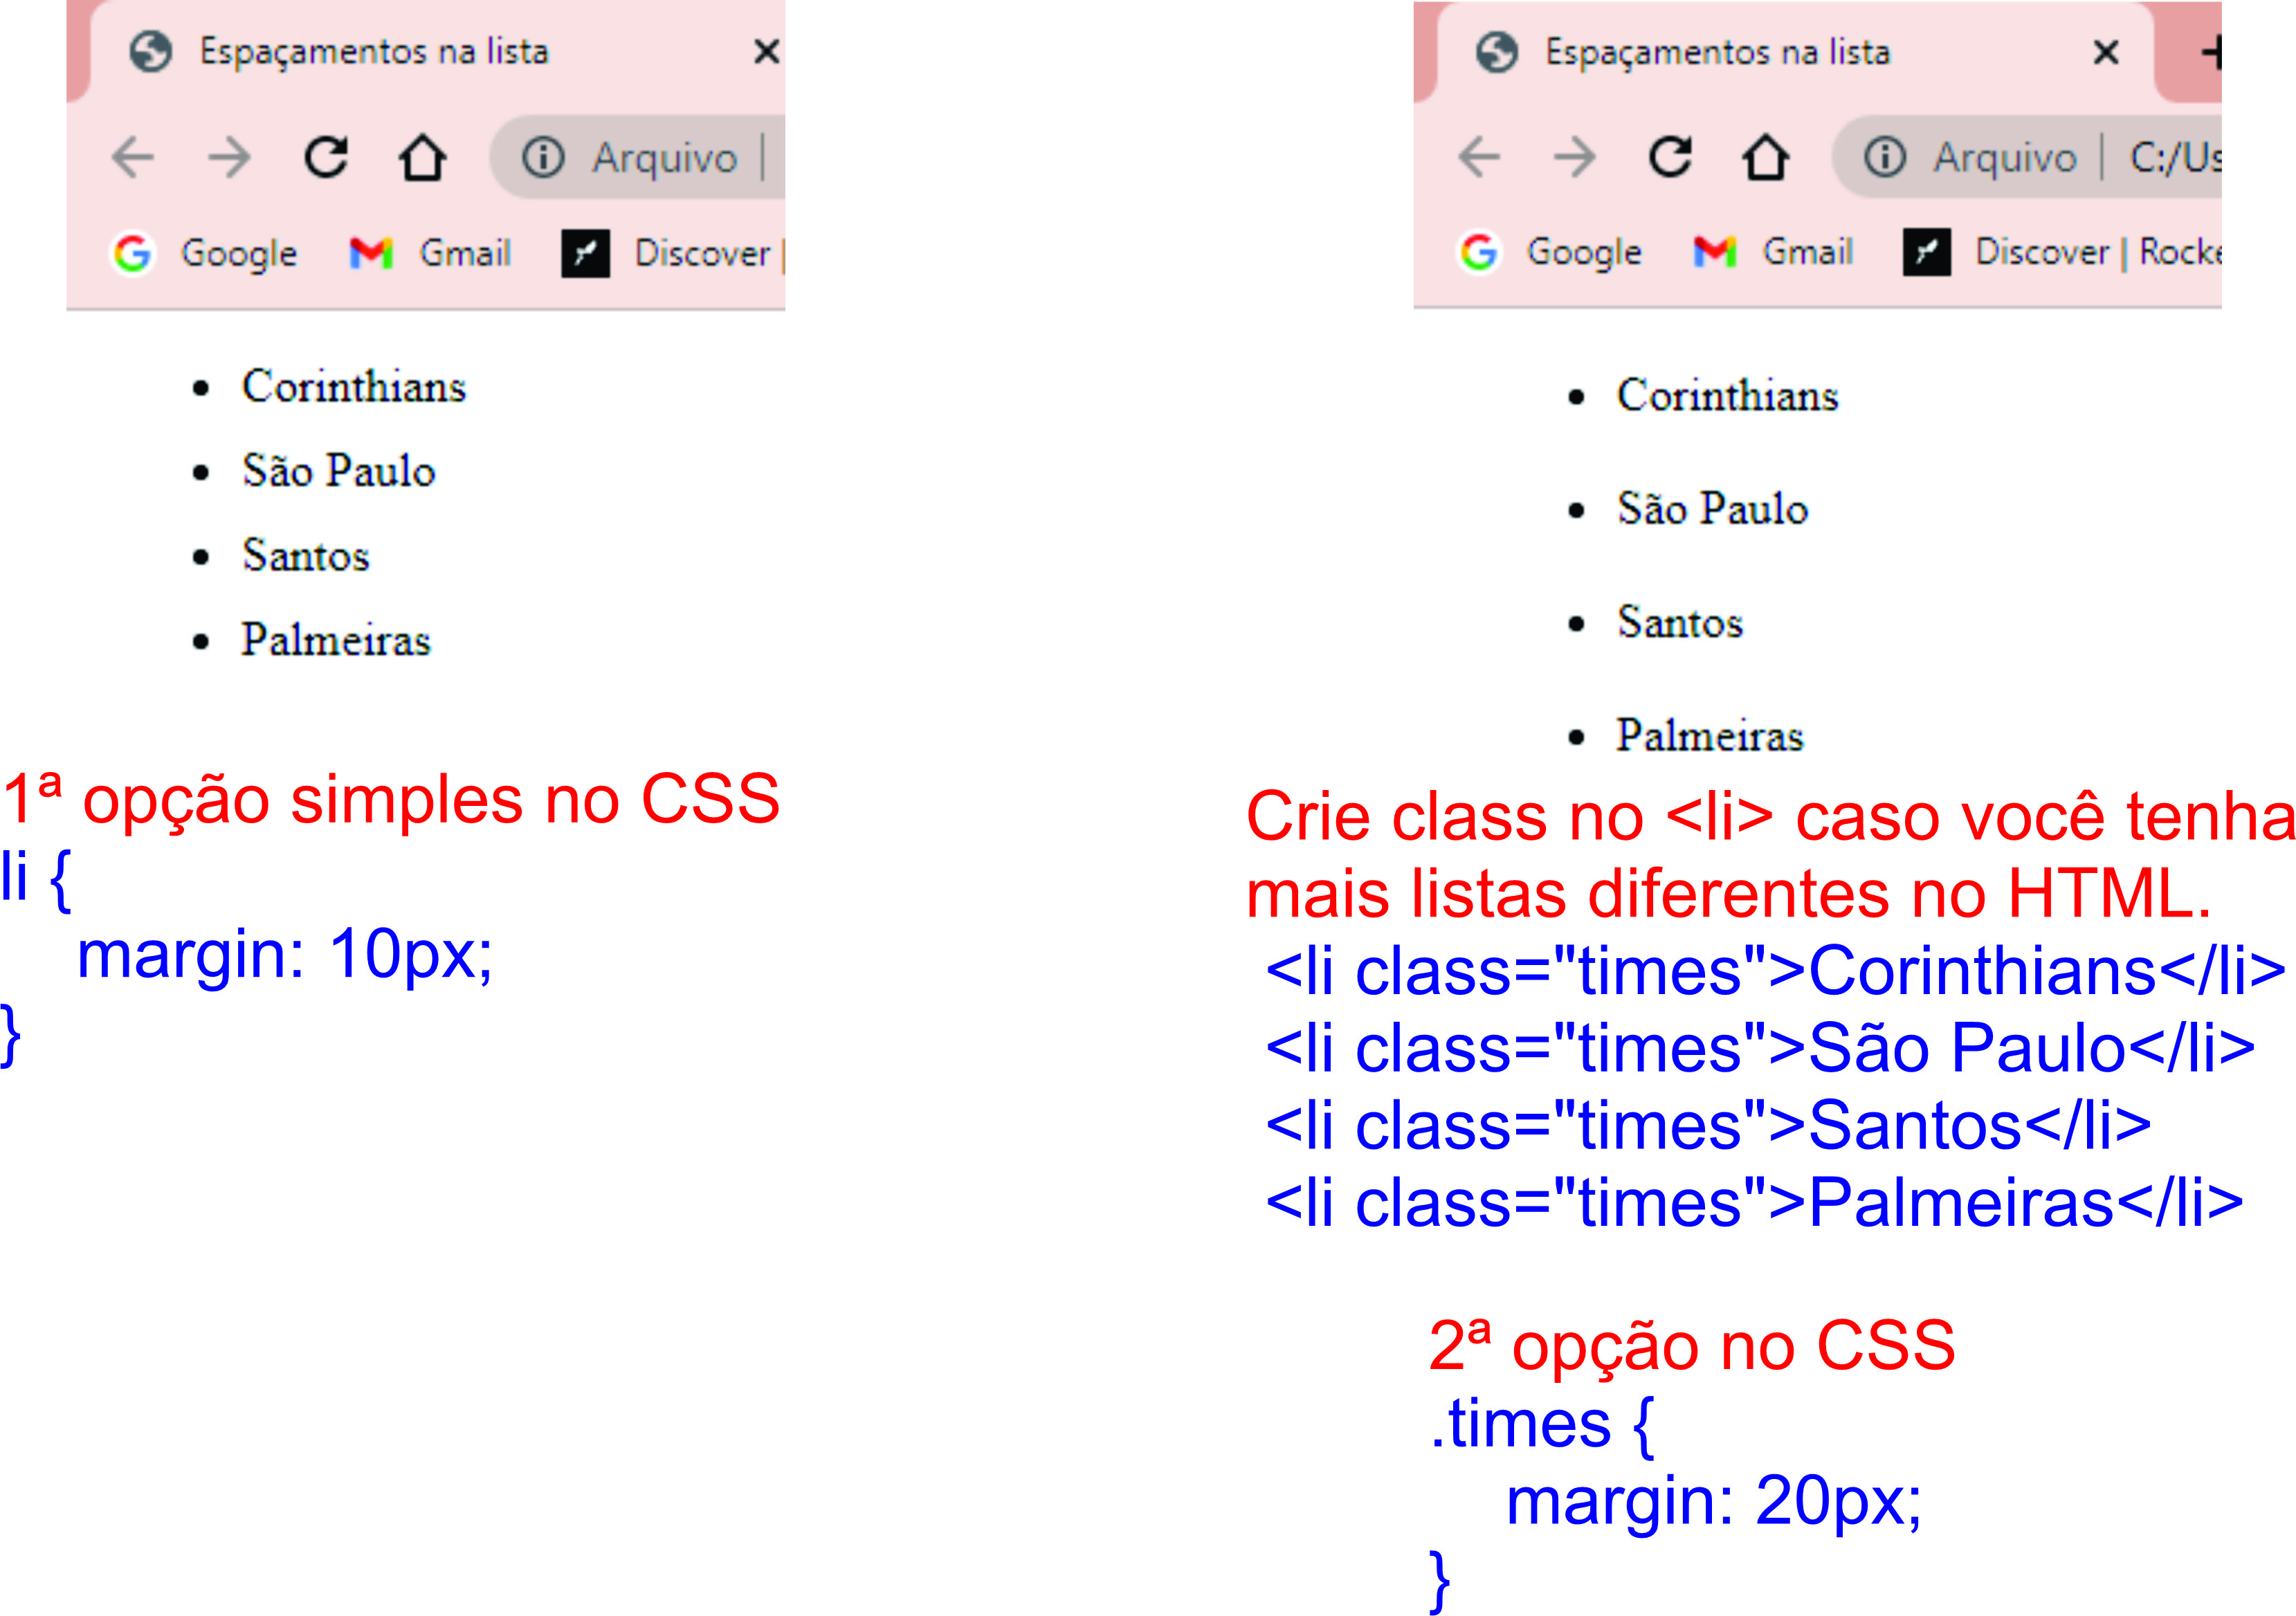 Espaçamentos na lista
Arquivo |
Google Gmail Discover |
• Corinthians
• São Paulo
• Santos
• Palmeiras
1ª opção simples no CSS
li {
margin: 10px;
}
Espaçamentos na lista
Arquivo | C:/Us
Google Gmail Discover | Rocke
• Corinthians
• São Paulo
• Santos
• Palmeiras
Crie class no <li> caso você tenha
mais listas diferentes no HTML.
<li class="times">Corinthians</li>
<li class="times">São Paulo</li>
<li class="times">Santos</li>
<li class="times">Palmeiras</li>
2ª opção no CSS
.times {
margin: 20px;
}